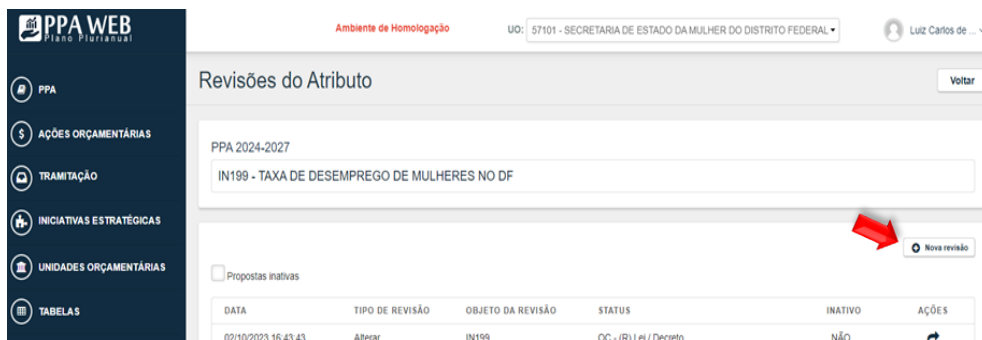 PPA WEB
Plano Plurianual
Ambiente de Homologação
UO: 57101 - SECRETARIA DE ESTADO DA MULHER DO DISTRITO FEDERAL
Luiz Carlos de ...
PPA
AÇÕES ORÇAMENTÁRIAS
TRAMITAÇÃO
INICIATIVAS ESTRATÉGICAS
UNIDADES ORÇAMENTÁRIAS
TABELAS
Revisões do Atributo
Voltar
PPA 2024-2027
IN199 - TAXA DE DESEMPREGO DE MULHERES NO DF
Nova revisão
Propostas inativas
DATA TIPO DE REVISÃO OBJETO DA REVISÃO STATUS INATIVO AÇÕES
02/10/2023 16:43:43 Alterar IN199 OC - (R) Lei / Decreto NÃO